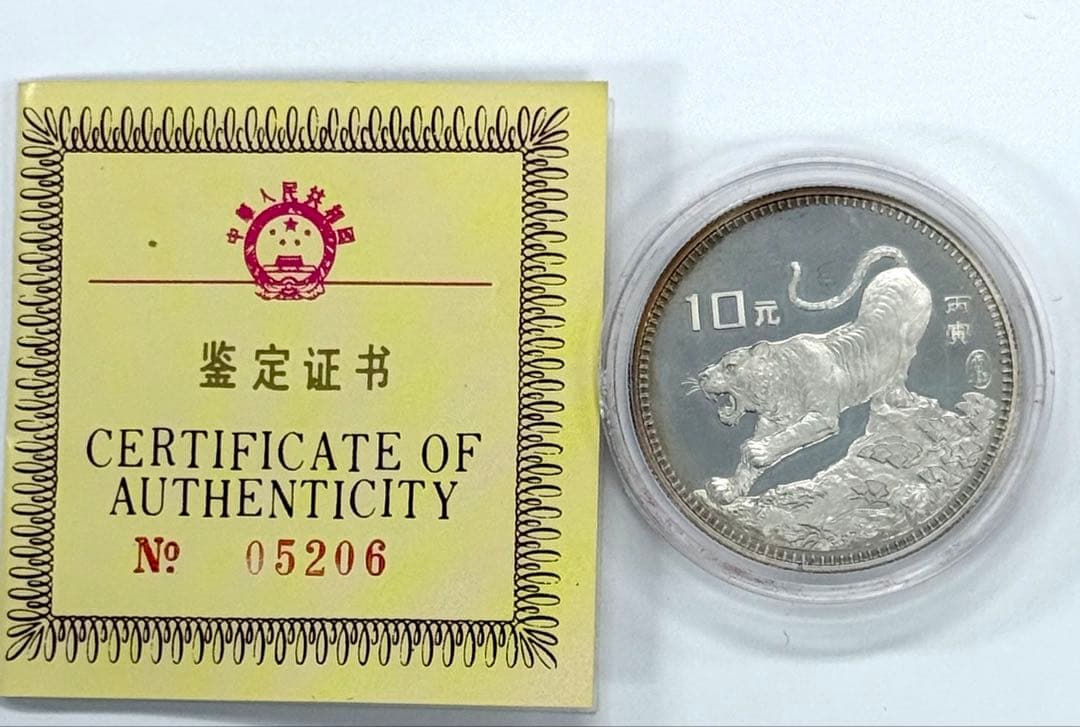 中华人民共和国
鉴定证书
CERTIFICATE OF
AUTHENTICITY
№ 05206
10元
丙寅